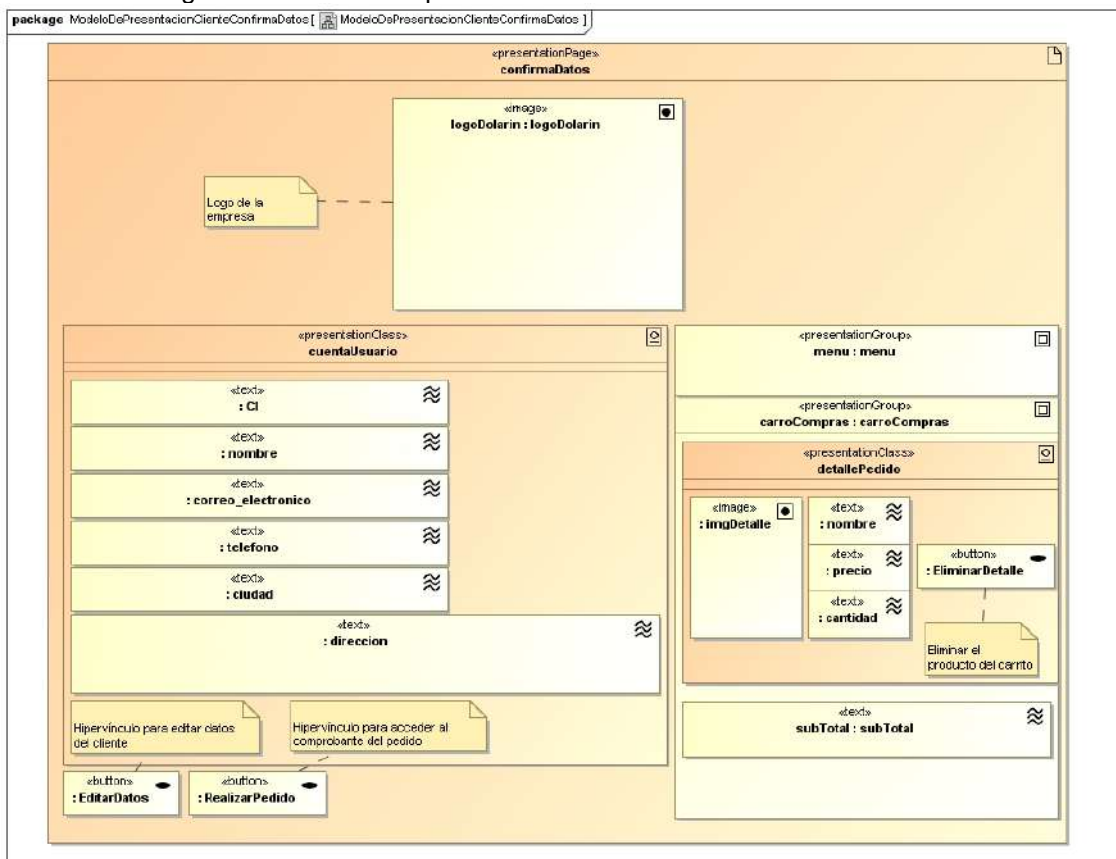 package ModeloDePresentacionClienteConfirmaDatos [ ModeloDePresentacionClienteConfirmaDatos ]
«presentationPage»
confirmaDatos
«image»
logoDolarin : logoDolarin
Logo de la
empresa
«presentationClass»
cuentaUsuario
«text»
: CI
«text»
: nombre
«text»
: correo_electronico
«text»
: telefono
«text»
: ciudad
«text»
: direccion
Hipervínculo para editar datos
del cliente
Hipervínculo para acceder al
comprobante del pedido
«button»
: EditarDatos
«button»
: RealizarPedido
«presentationGroup»
menu : menu
«presentationGroup»
carroCompras : carroCompras
«presentationClass»
detallePedido
«image»
: imgDetalle
«text»
: nombre
«text»
: precio
«text»
: cantidad
«button»
: EliminarDetalle
Eliminar el
producto del carrito
«text»
subTotal : subTotal